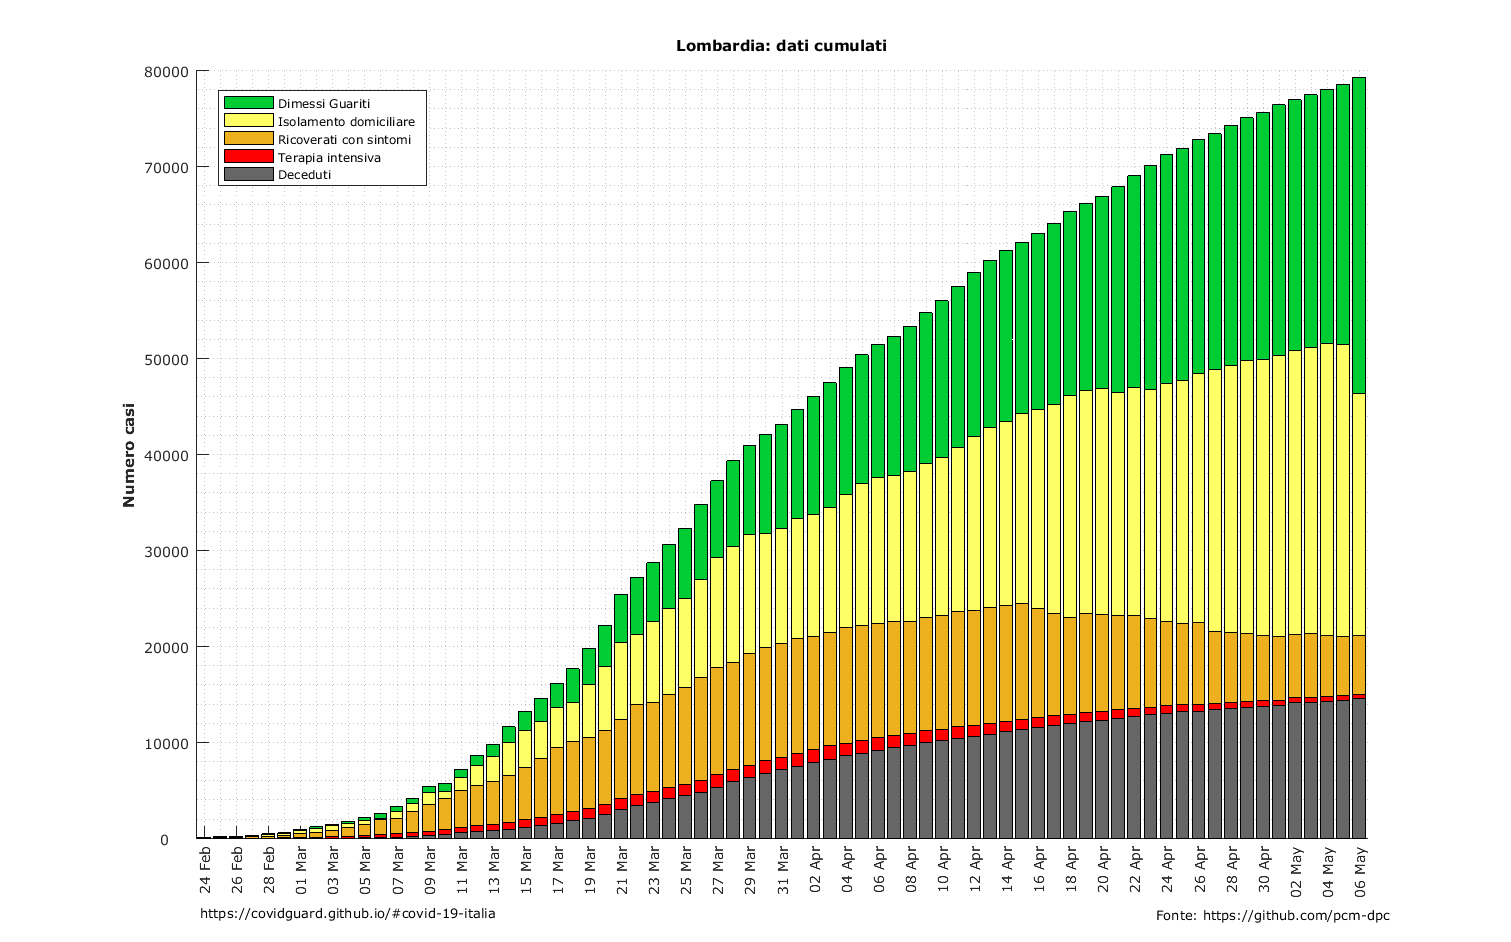 Lombardia: dati cumulati
80000
70000
60000
50000
40000
30000
20000
10000
0
Numero casi
Dimessi Guariti
Isolamento domiciliare
Ricoverati con sintomi
Terapia intensiva
Deceduti
24 Feb
26 Feb
28 Feb
01 Mar
03 Mar
05 Mar
07 Mar
09 Mar
11 Mar
13 Mar
15 Mar
17 Mar
19 Mar
21 Mar
23 Mar
25 Mar
27 Mar
29 Mar
31 Mar
02 Apr
04 Apr
06 Apr
08 Apr
10 Apr
12 Apr
14 Apr
16 Apr
18 Apr
20 Apr
22 Apr
24 Apr
26 Apr
28 Apr
30 Apr
02 May
04 May
06 May
https://covidguard.github.io/#covid-19-italia
Fonte: https://github.com/pcm-dpc